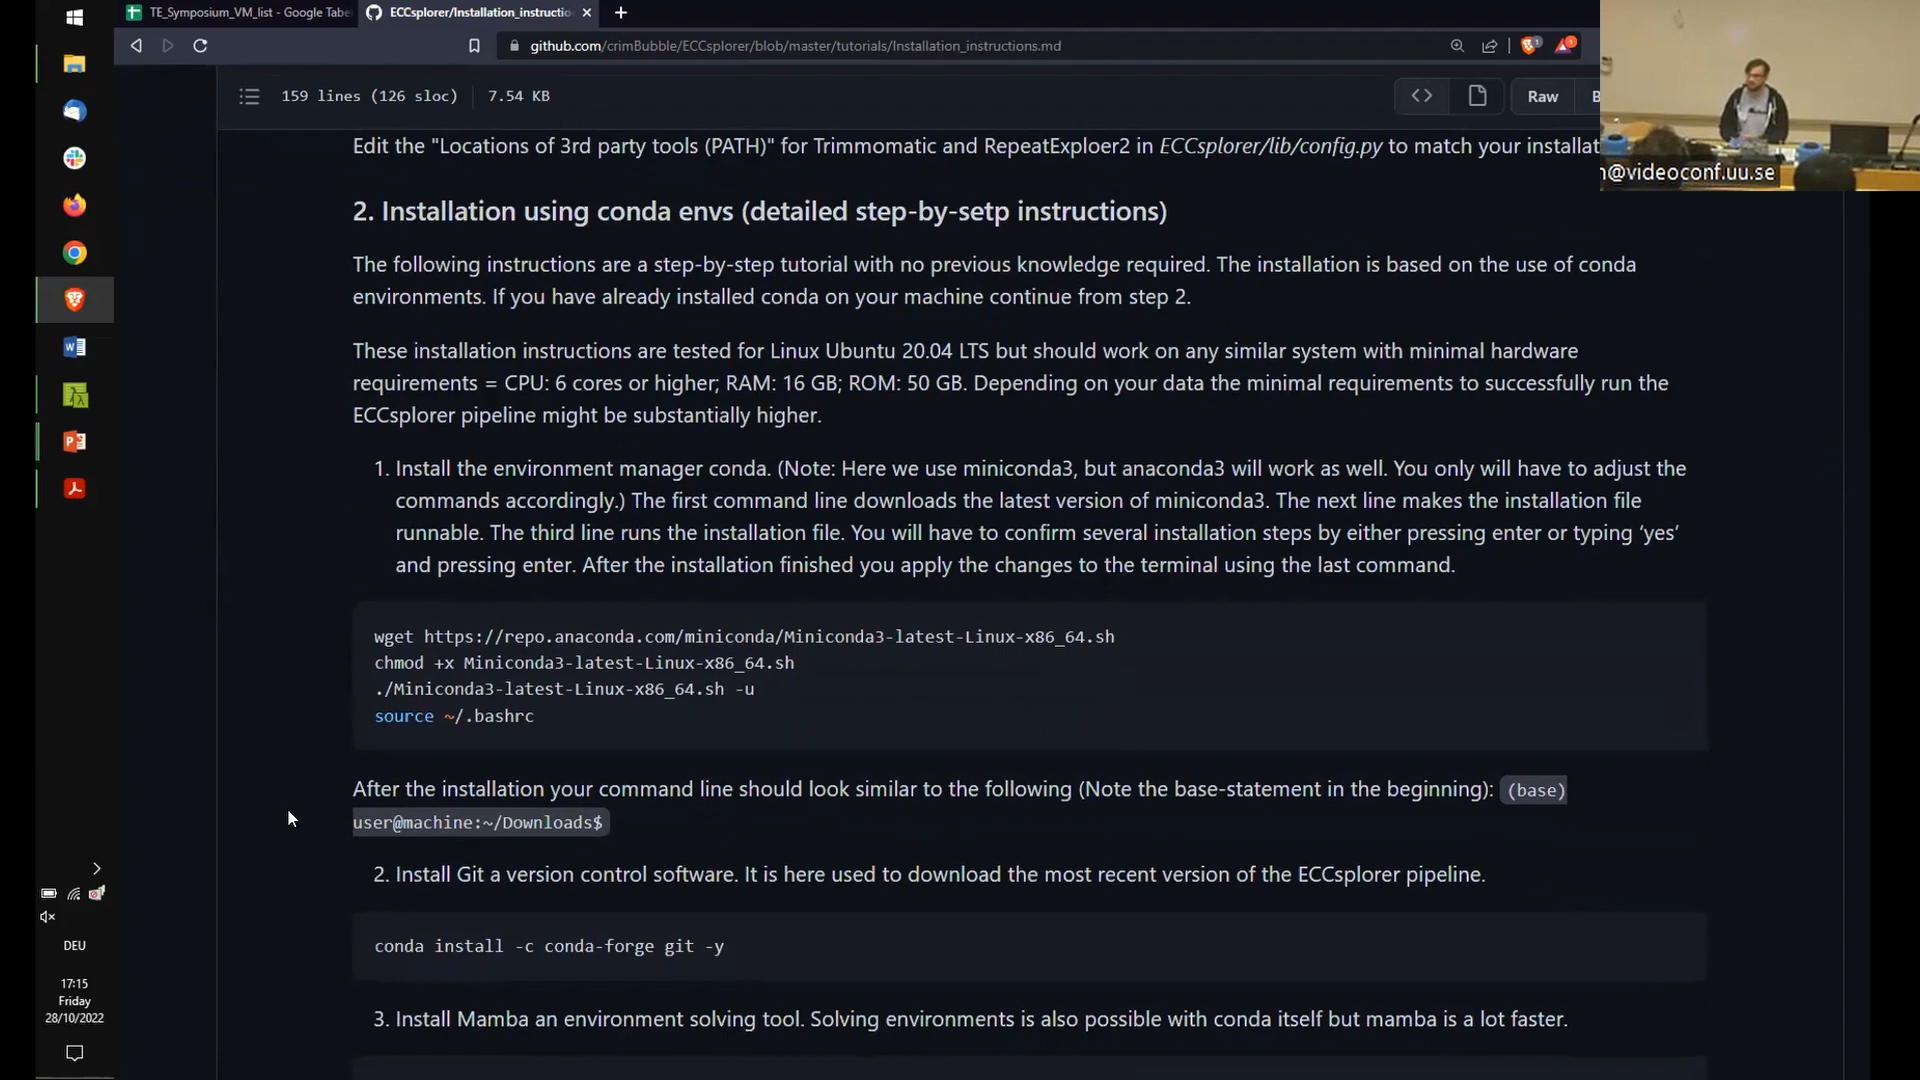 TE_Symposium_VM_list - Google Tabe
ECCsplorer/Installation_instructio
github.com/crimBubble/ECCsplorer/blob/master/tutorials/Installation_instructions.md
1
1
159 lines (126 sloc) 7.54 KB
Raw
B
n@videoconf.uu.se
Edit the "Locations of 3rd party tools (PATH)" for Trimmomatic and RepeatExploer2 in ECCsplorer/lib/config.py to match your installat
2. Installation using conda envs (detailed step-by-setp instructions)
The following instructions are a step-by-step tutorial with no previous knowledge required. The installation is based on the use of conda
environments. If you have already installed conda on your machine continue from step 2.
These installation instructions are tested for Linux Ubuntu 20.04 LTS but should work on any similar system with minimal hardware
requirements = CPU: 6 cores or higher; RAM: 16 GB; ROM: 50 GB. Depending on your data the minimal requirements to successfully run the
ECCsplorer pipeline might be substantially higher.
1. Install the environment manager conda. (Note: Here we use miniconda3, but anaconda3 will work as well. You only will have to adjust the
commands accordingly.) The first command line downloads the latest version of miniconda3. The next line makes the installation file
runnable. The third line runs the installation file. You will have to confirm several installation steps by either pressing enter or typing ‘yes’
and pressing enter. After the installation finished you apply the changes to the terminal using the last command.
wget https://repo.anaconda.com/miniconda/Miniconda3-latest-Linux-x86_64.sh
chmod +x Miniconda3-latest-Linux-x86_64.sh
./Miniconda3-latest-Linux-x86_64.sh -u
source ~/.bashrc
After the installation your command line should look similar to the following (Note the base-statement in the beginning): (base)
user@machine:~/Downloads$
2. Install Git a version control software. It is here used to download the most recent version of the ECCsplorer pipeline.
conda install -c conda-forge git -y
3. Install Mamba an environment solving tool. Solving environments is also possible with conda itself but mamba is a lot faster.
DEU
17:15
Friday
28/10/2022